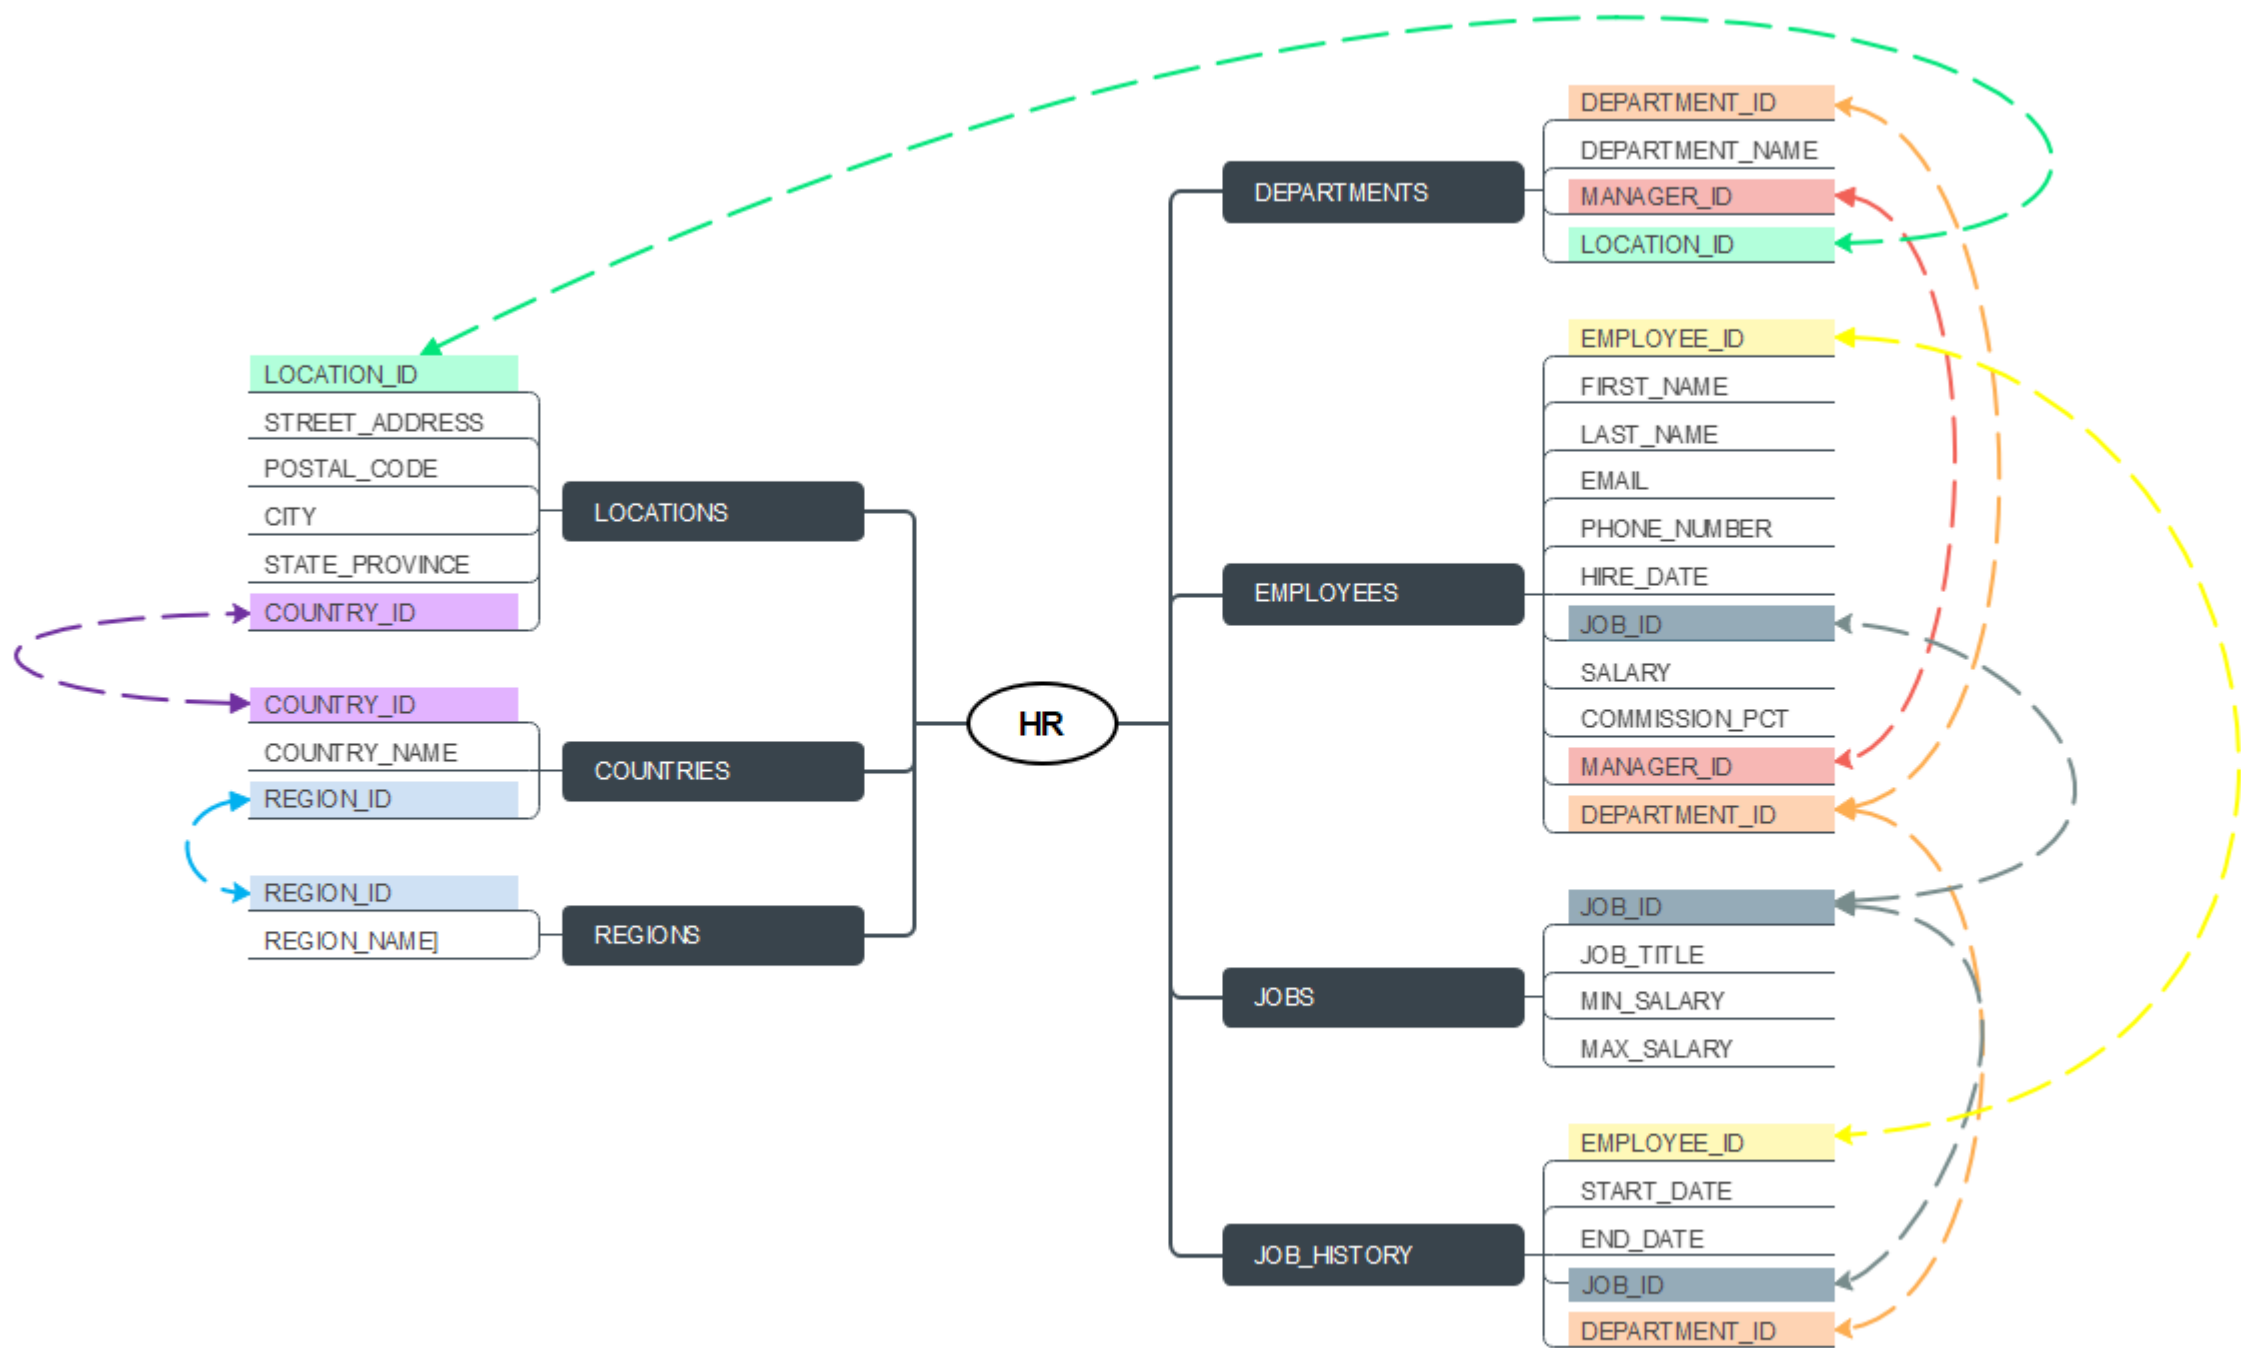 LOCATION_ID
STREET_ADDRESS
POSTAL_CODE
CITY
STATE_PROVINCE
COUNTRY_ID
LOCATIONS
COUNTRY_ID
COUNTRY_NAME
REGION_ID
COUNTRIES
REGION_ID
REGION_NAME]
REGIONS
HR
DEPARTMENTS
DEPARTMENT_ID
DEPARTMENT_NAME
MANAGER_ID
LOCATION_ID
EMPLOYEES
EMPLOYEE_ID
FIRST_NAME
LAST_NAME
EMAIL
PHONE_NUMBER
HIRE_DATE
JOB_ID
SALARY
COMMISSION_PCT
MANAGER_ID
DEPARTMENT_ID
JOBS
JOB_ID
JOB_TITLE
MIN_SALARY
MAX_SALARY
JOB_HISTORY
EMPLOYEE_ID
START_DATE
END_DATE
JOB_ID
DEPARTMENT_ID